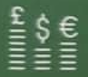 £ $ €